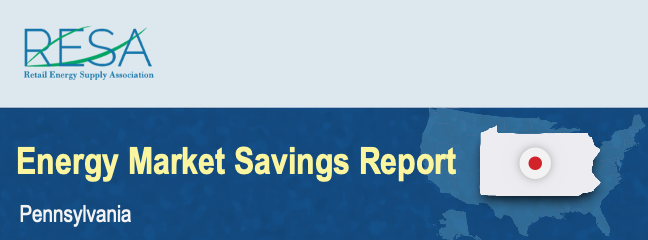 RESA
Retail Energy Supply Association
Energy Market Savings Report
Pennsylvania